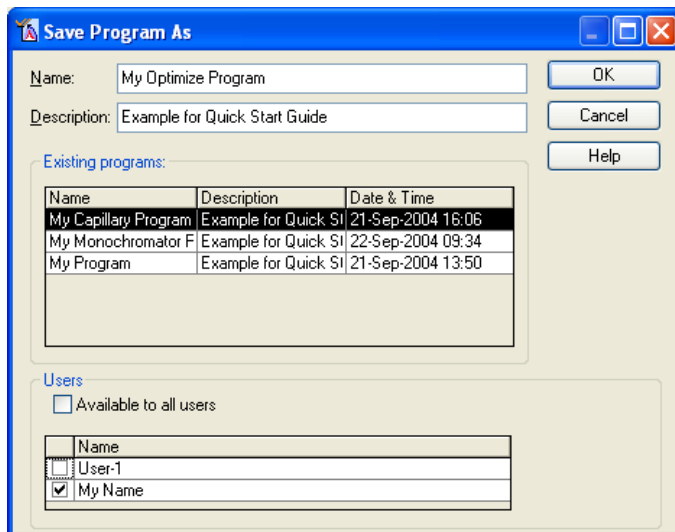 Save Program As
Name: My Optimize Program OK
Description: Example for Quick Start Guide Cancel
Help
Existing programs:
Name Description Date & Time
My Capillary Program Example for Quick St 21-Sep-2004 16:06
My Monochromator F Example for Quick St 22-Sep-2004 09:34
My Program Example for Quick St 21-Sep-2004 13:50
Users
Available to all users
Name
User-1
My Name